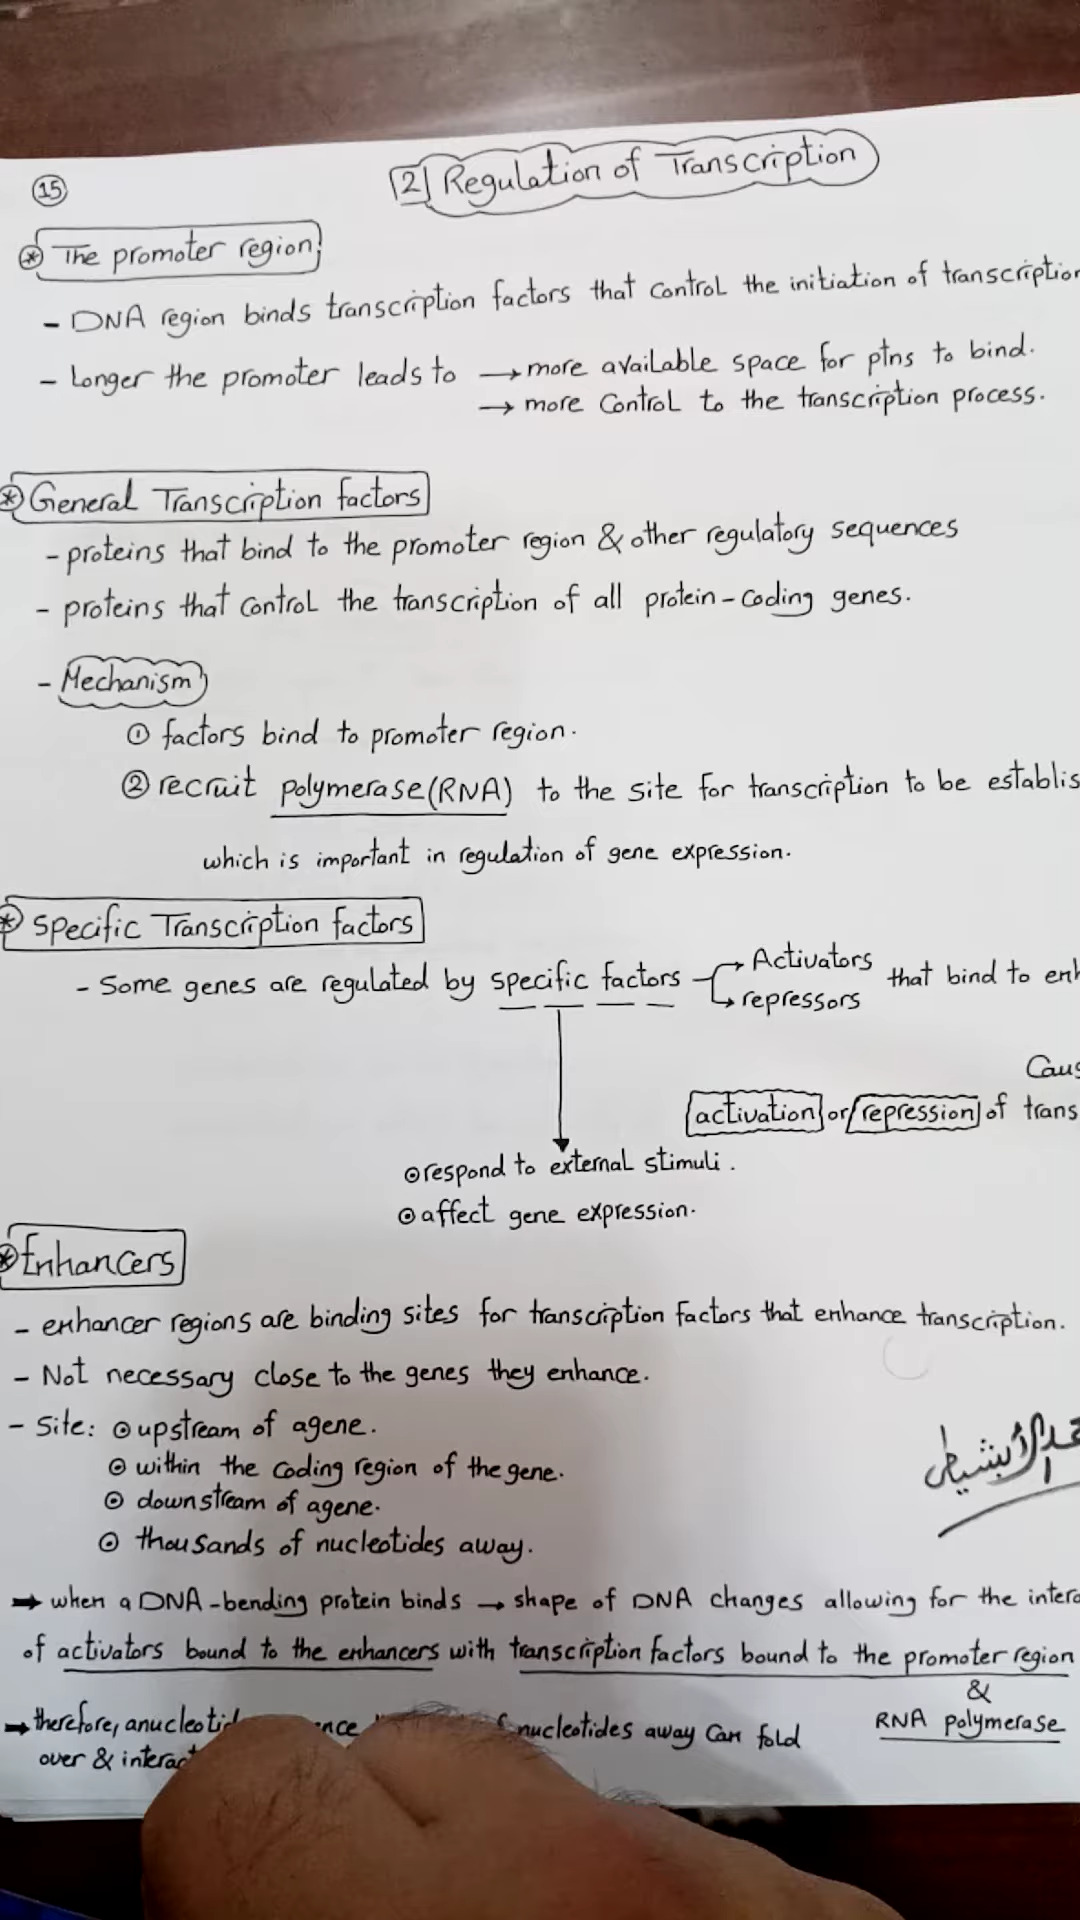 15
2 Regulation of Transcription
* The promoter region
- DNA region binds transcription factors that control the initiation of transcription
- Longer the promoter leads to → more available space for ptns to bind.
→ more control to the transcription process.
* General Transcription factors
- proteins that bind to the promoter region & other regulatory sequences
- proteins that control the transcription of all protein-coding genes.
- Mechanism
① factors bind to promoter region.
② recruit polymerase (RNA) to the site for transcription to be establis
which is important in regulation of gene expression.
* Specific Transcription factors
- Some genes are regulated by specific factors → Activators that bind to enh
→ repressors
Caus
activation or repression of trans
⊙ respond to external stimuli.
⊙ affect gene expression.
* Enhancers
- enhancer regions are binding sites for transcription factors that enhance transcription.
- Not necessary close to the genes they enhance.
- Site: ⊙ upstream of a gene.
⊙ within the coding region of the gene.
⊙ downstream of a gene.
⊙ thousands of nucleotides away.
→ when a DNA-bending protein binds → shape of DNA changes allowing for the intera
of activators bound to the enhancers with transcription factors bound to the promoter region
&
RNA polymerase
→ therefore, a nucleotid nucleotides away can fold
over & interac